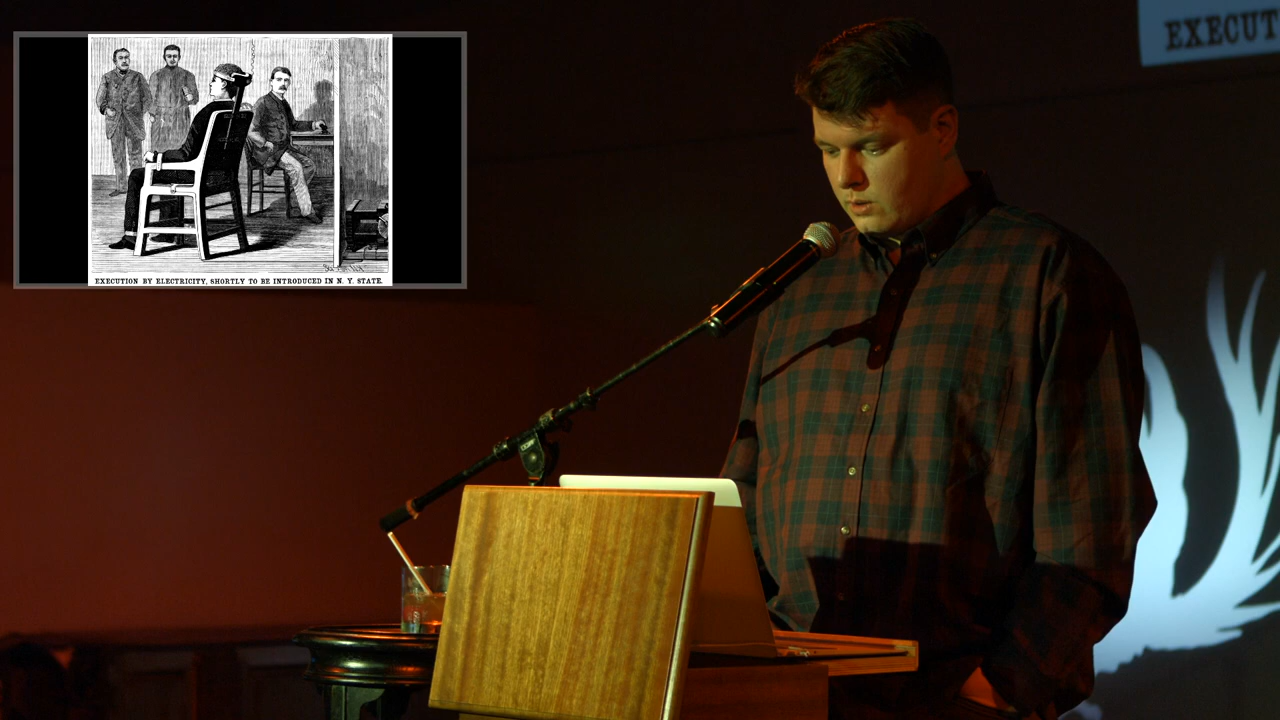 EXECUTION BY ELECTRICITY, SHORTLY TO BE INTRODUCED IN N. Y. STATE.
EXECUT